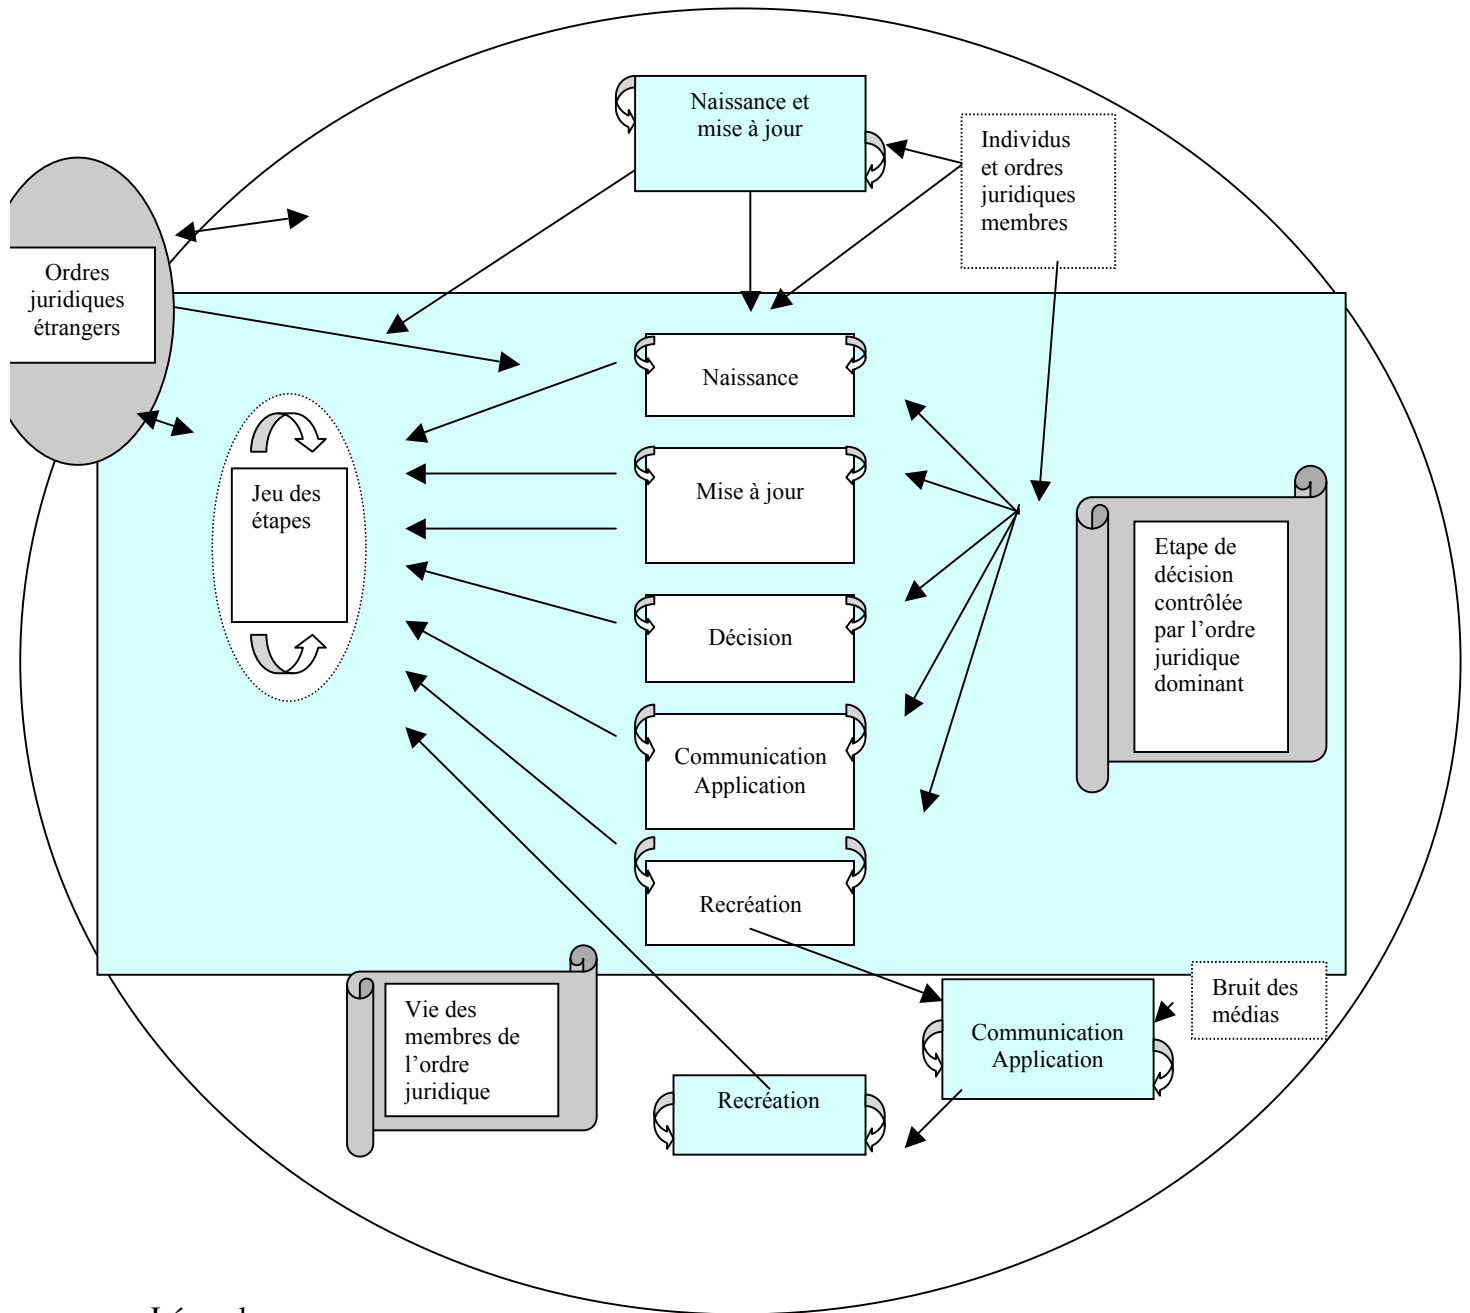 Naissance et
mise à jour
Individus
et ordres
juridiques
membres
Ordres
juridiques
étrangers
Naissance
Jeu des
étapes
Mise à jour
Etape de
décision
contrôlée
par l’ordre
juridique
dominant
Décision
Communication
Application
Recréation
Vie des
membres de
l’ordre
juridique
Bruit des
médias
Communication
Application
Recréation